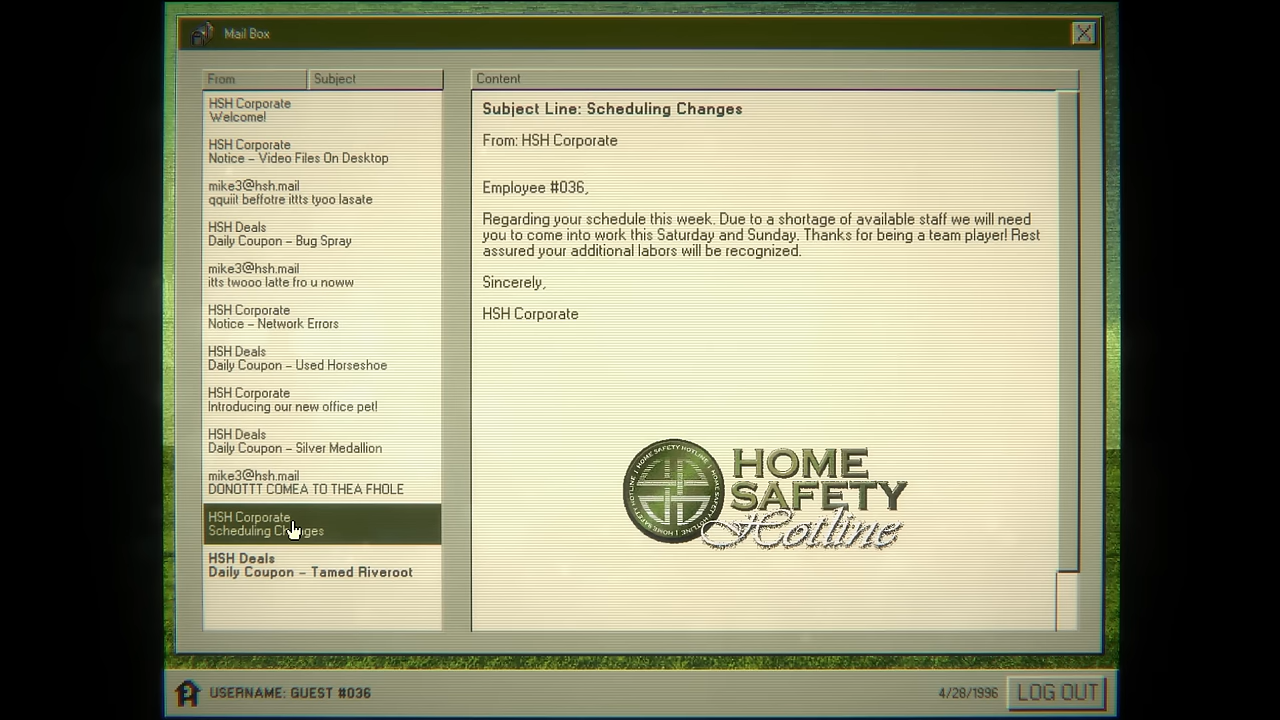 Mail Box
From Subject Content
HSH Corporate
Welcome!
HSH Corporate
Notice - Video Files On Desktop
mike3@hsh.mail
qquiit beffotre ittts tyoo lasate
HSH Deals
Daily Coupon - Bug Spray
mike3@hsh.mail
itts twooo latte fro u noww
HSH Corporate
Notice - Network Errors
HSH Deals
Daily Coupon - Used Horseshoe
HSH Corporate
Introducing our new office pet!
HSH Deals
Daily Coupon - Silver Medallion
mike3@hsh.mail
DONOTTT COMEA TO THEA FHOLE
HSH Corporate
Scheduling Changes
HSH Deals
Daily Coupon - Tamed
Subject Line: Scheduling Changes
From: HSH Corporate
Employee #036,
Regarding your schedule this week. Due to a shortage of available staff we will need
you to come into work this Saturday and Sunday. Thanks for being a team player! Rest
assured your additional labors will be recognized.
Sincerely,
HSH Corporate
HOME
SAFETY
Hotline
USERNAME: GUEST #036
4/28/1996
LOG OUT